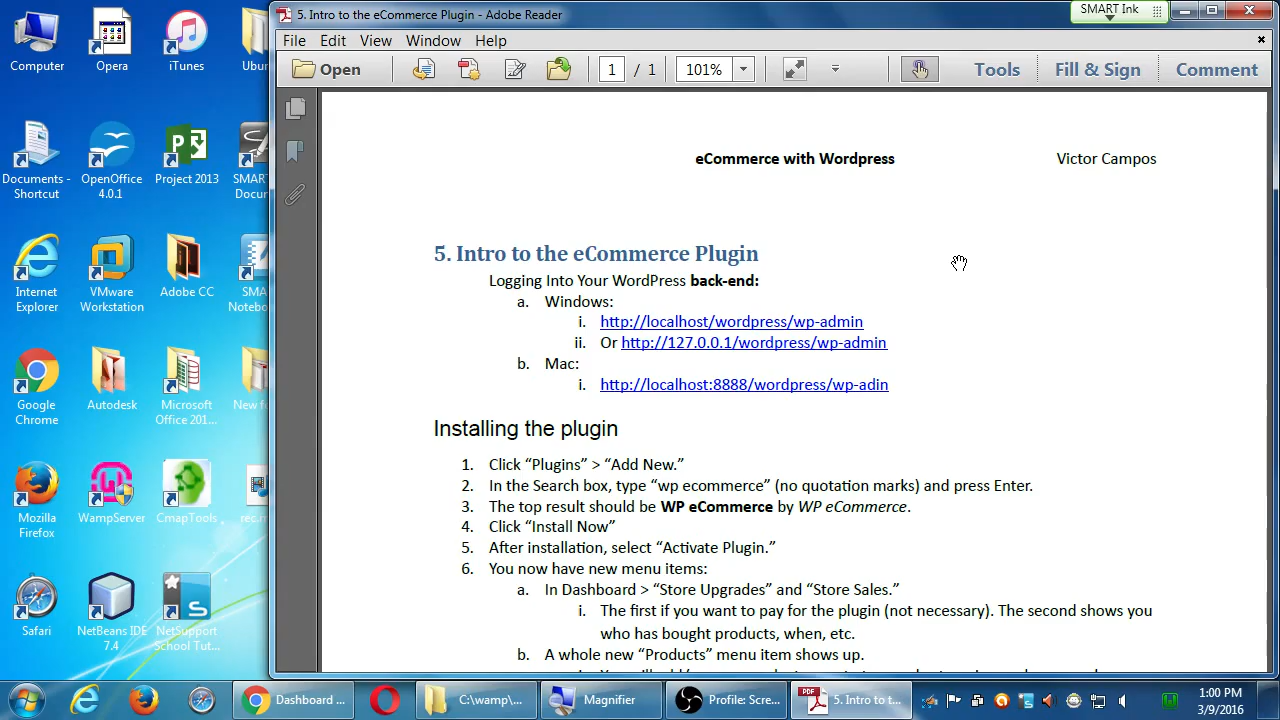 5. Intro to the eCommerce Plugin - Adobe Reader
SMART Ink
File Edit View Window Help
Open 1 / 1 101% Tools Fill & Sign Comment
Computer
Opera
iTunes
Documents - Shortcut
OpenOffice 4.0.1
Project 2013
Internet Explorer
VMware Workstation
Adobe CC
Google Chrome
Autodesk
Microsoft Office 201...
Mozilla Firefox
WampServer
CmapTools
Safari
NetBeans IDE 7.4
NetSupport School Tut...
eCommerce with Wordpress Victor Campos
5. Intro to the eCommerce Plugin
Logging Into Your WordPress back-end:
a. Windows:
i. http://localhost/wordpress/wp-admin
ii. Or http://127.0.0.1/wordpress/wp-admin
b. Mac:
i. http://localhost:8888/wordpress/wp-adin
Installing the plugin
1. Click “Plugins” > “Add New.”
2. In the Search box, type “wp ecommerce” (no quotation marks) and press Enter.
3. The top result should be WP eCommerce by WP eCommerce.
4. Click “Install Now”
5. After installation, select “Activate Plugin.”
6. You now have new menu items:
a. In Dashboard > “Store Upgrades” and “Store Sales.”
i. The first if you want to pay for the plugin (not necessary). The second shows you
who has bought products, when, etc.
b. A whole new “Products” menu item shows up.
Dashboard ... C:\wamp\... Magnifier Profile: Scre... 5. Intro to t...
1:00 PM
3/9/2016